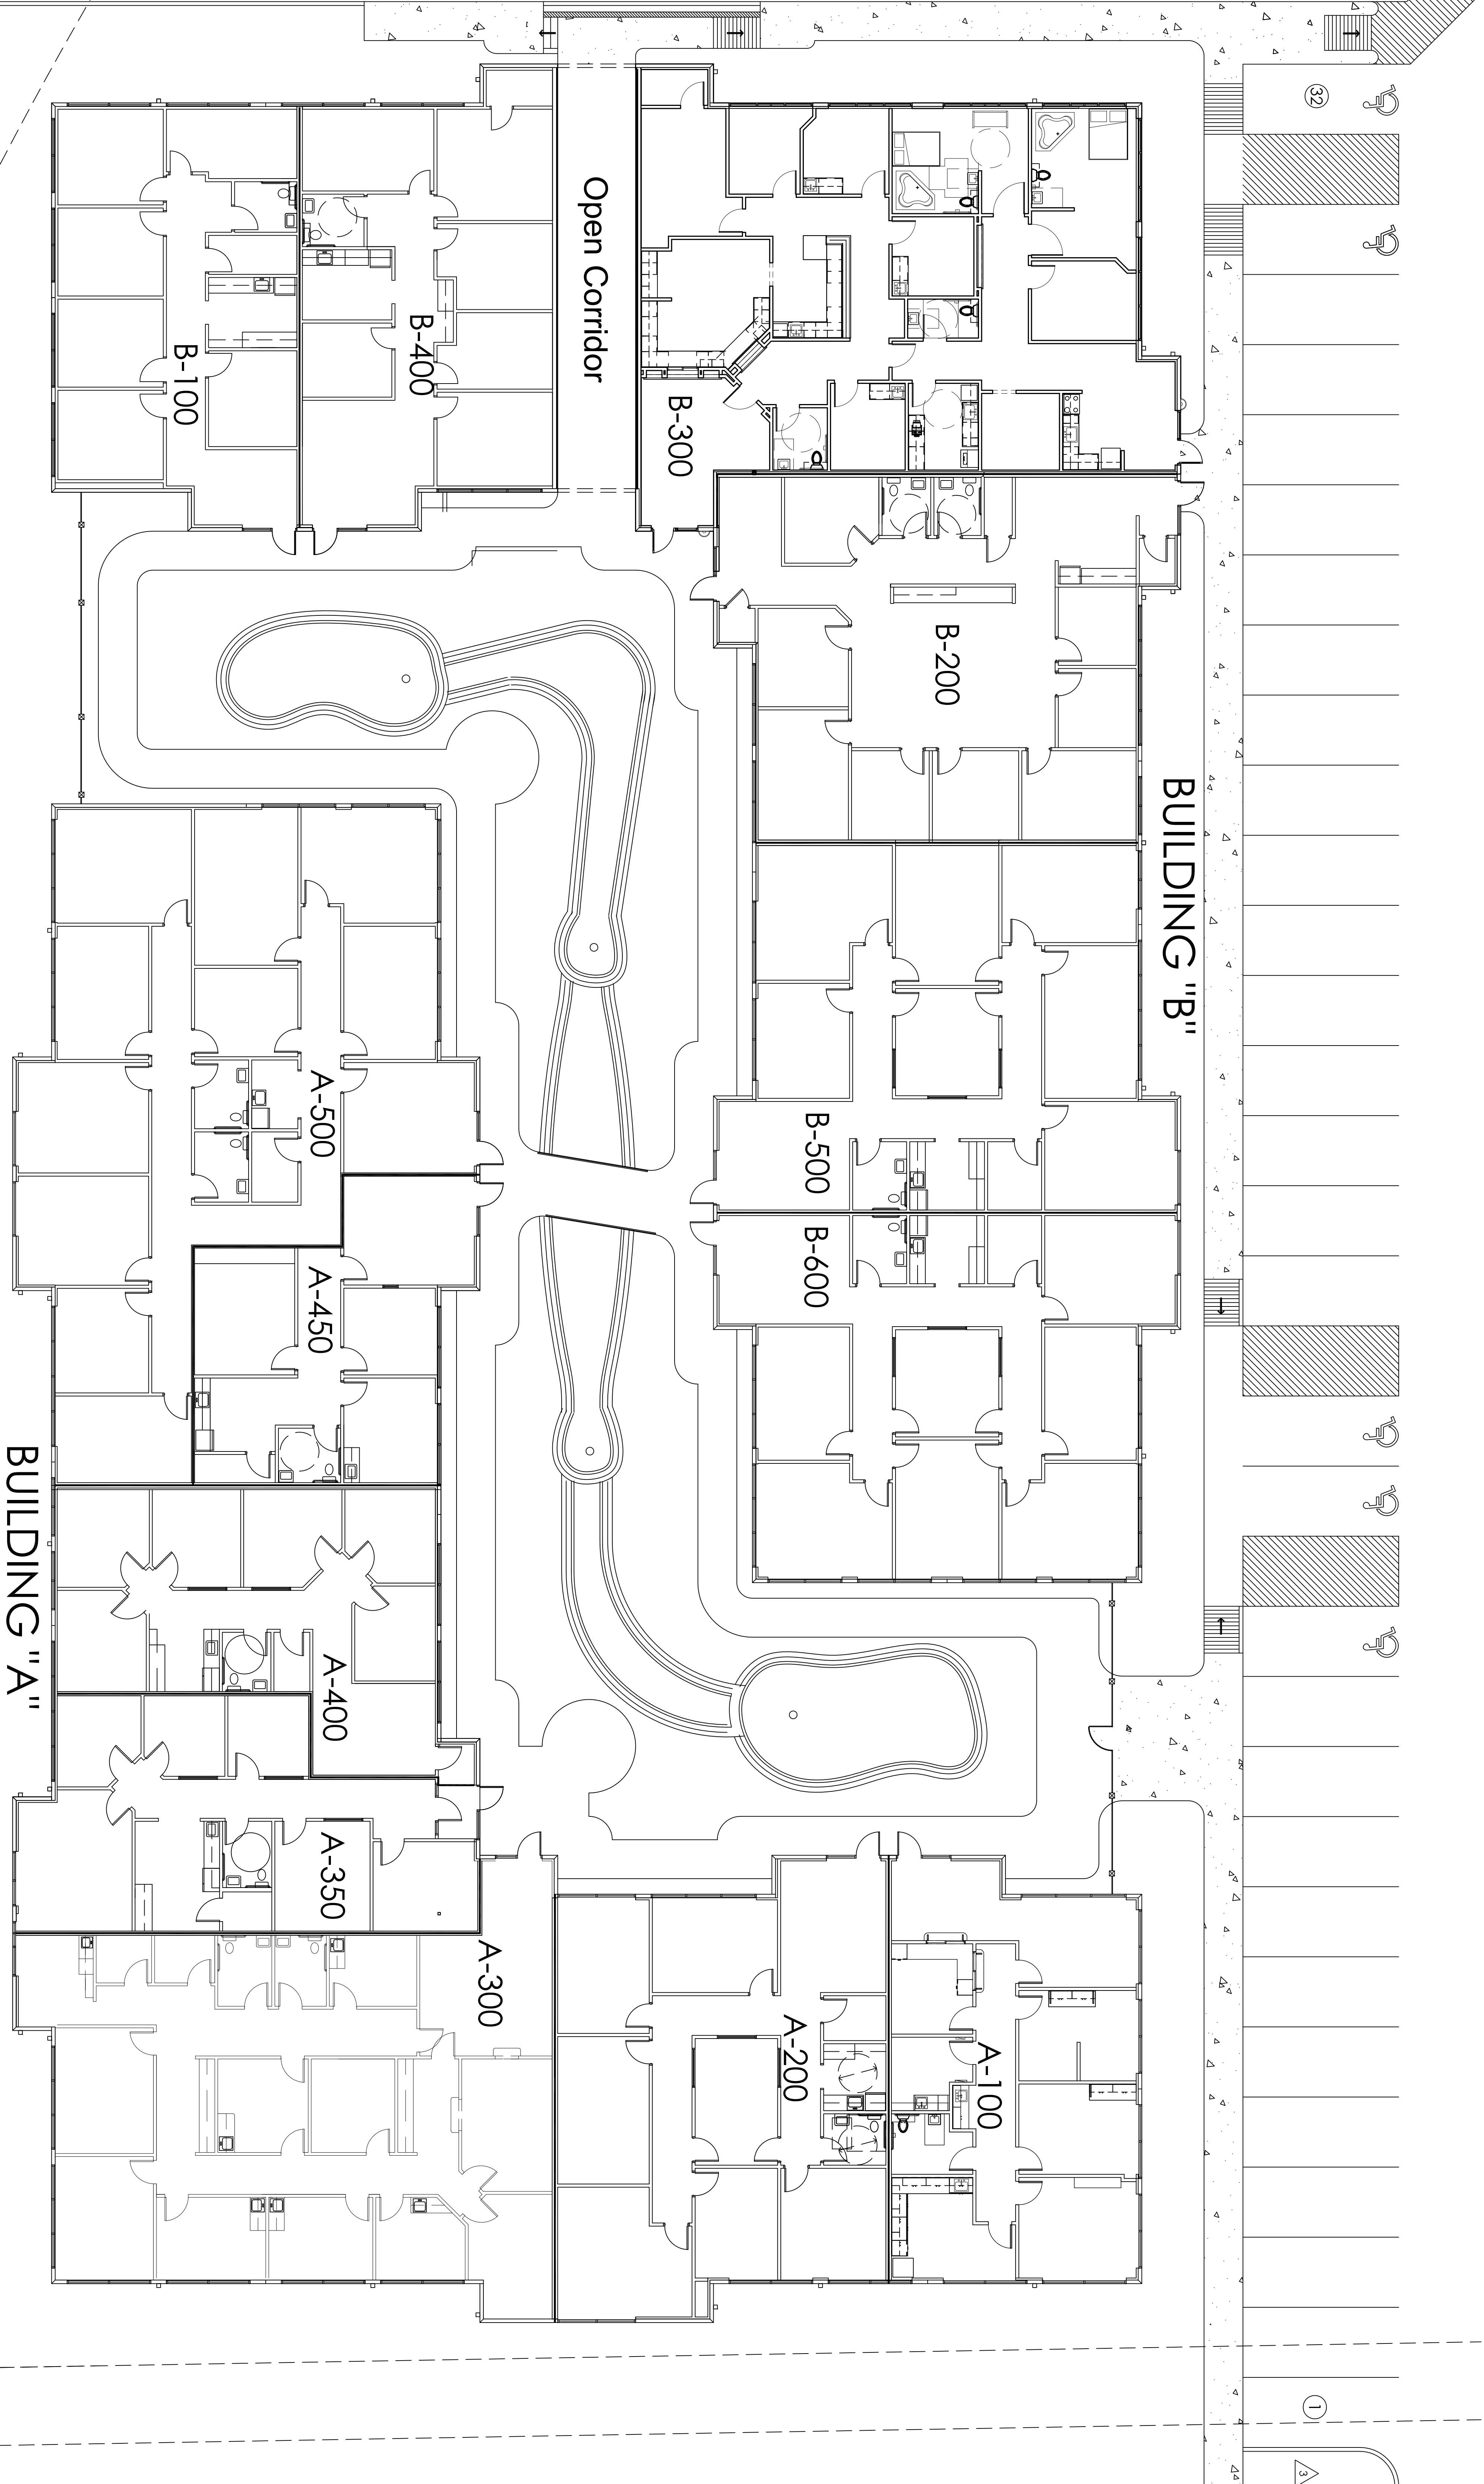 32
Open Corridor
B-100
B-400
B-300
B-200
BUILDING "B"
B-500
B-600
A-500
A-450
BUILDING "A"
A-400
A-350
A-300
A-200
A-100
1
3